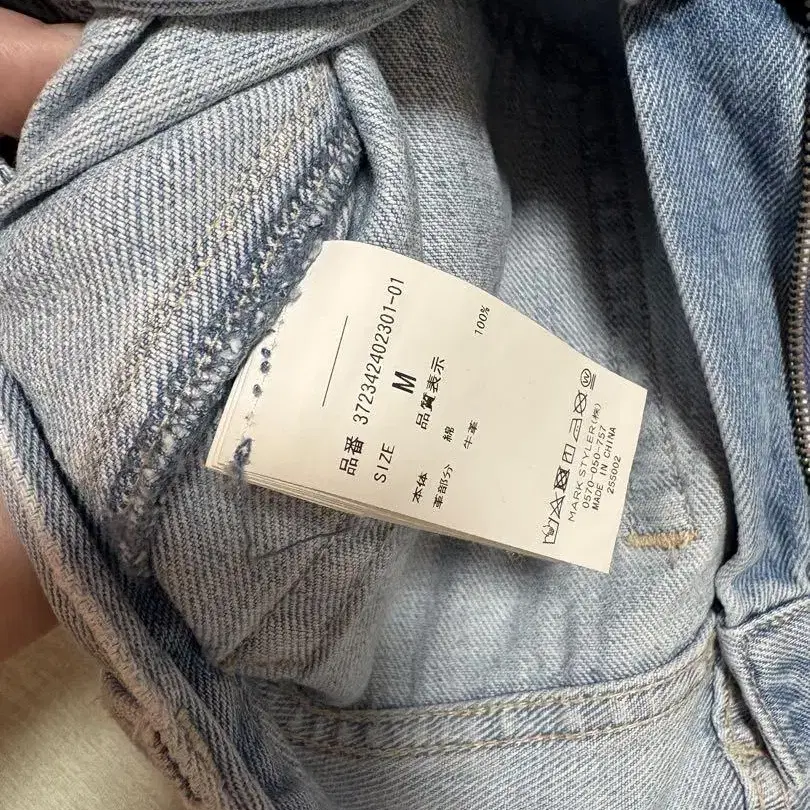 品番 372342402301-01
SIZE M
品質表示
本体 綿 100%
革部分 牛革
MARK STYLER(株)
0570-050-757
MADE IN CHINA
255002